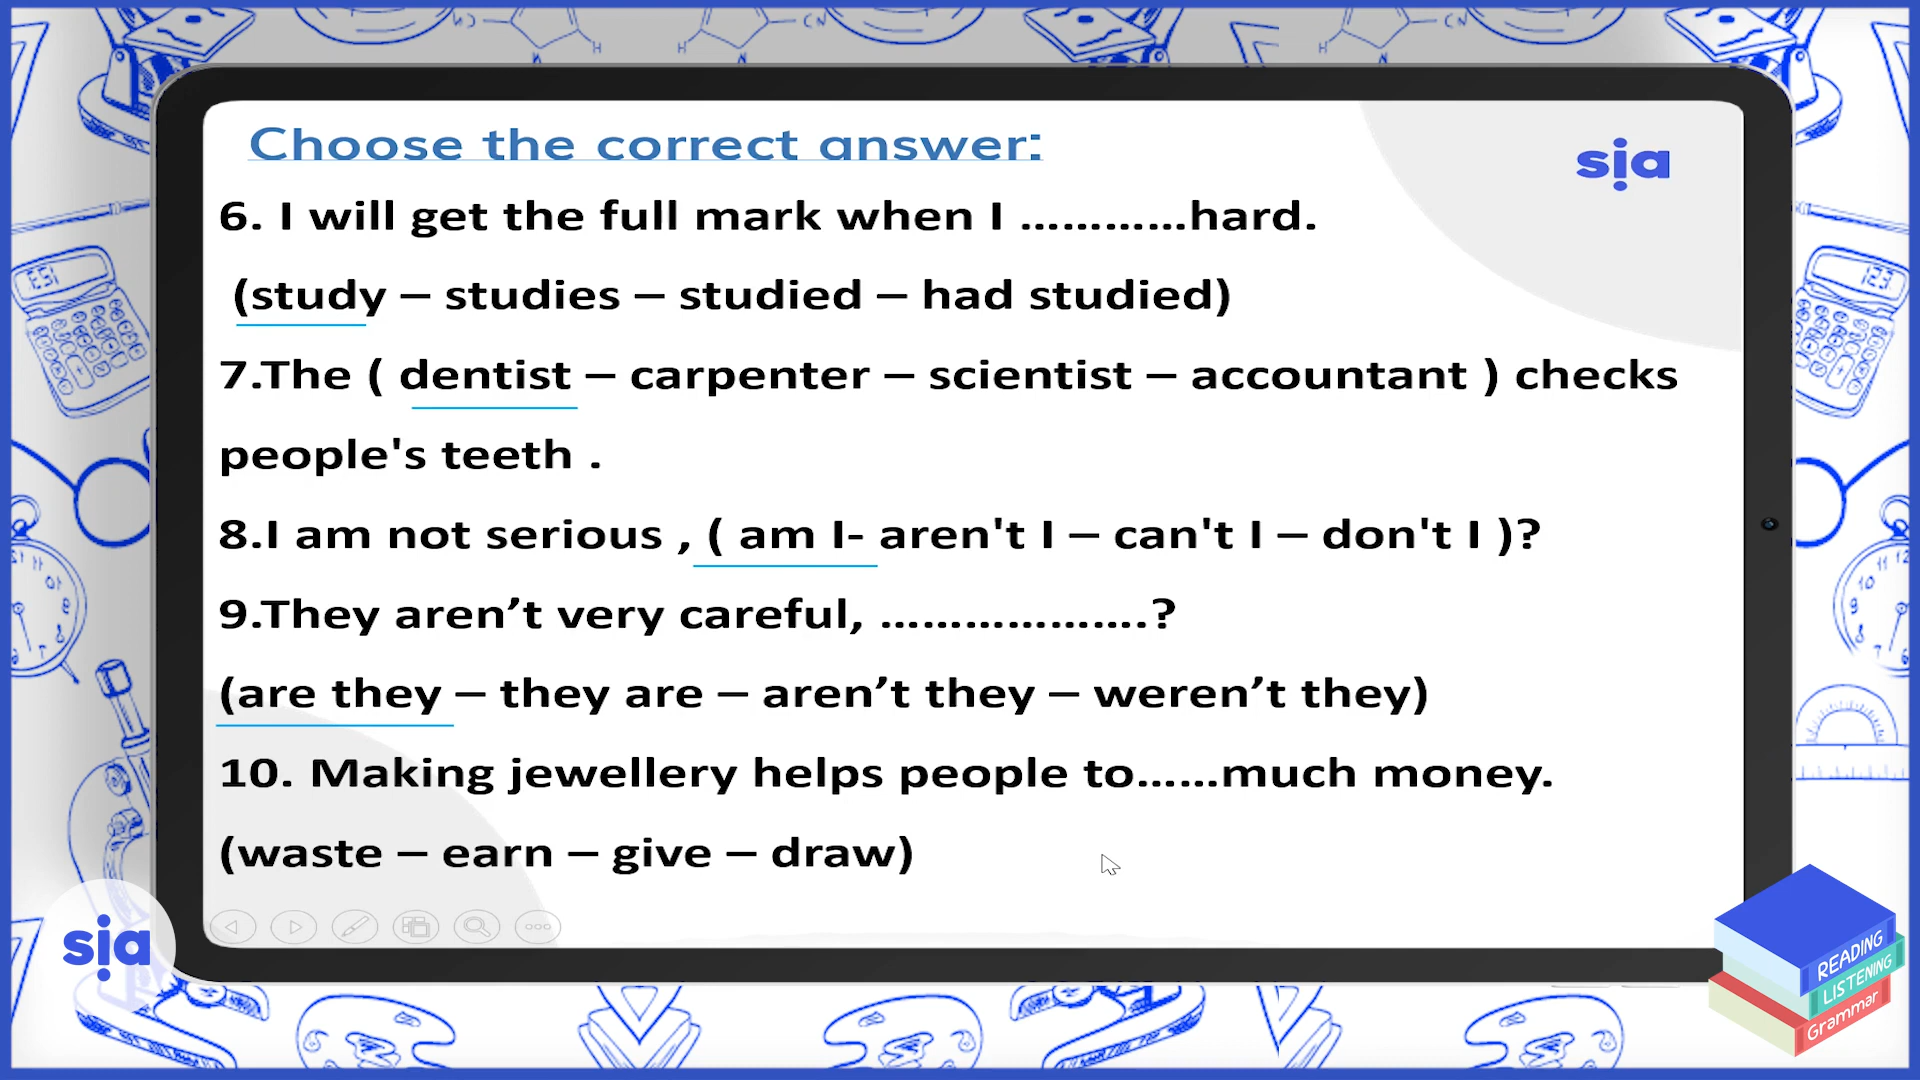 Choose the correct answer:
sia
6. I will get the full mark when I ............hard.
(study – studies – studied – had studied)
7.The ( dentist – carpenter – scientist – accountant ) checks
people's teeth .
8.I am not serious , ( am I- aren't I – can't I – don't I )?
9.They aren’t very careful, ...................?
(are they – they are – aren’t they – weren’t they)
10. Making jewellery helps people to......much money.
(waste – earn – give – draw)
sia
READING
LISTENING
Grammar